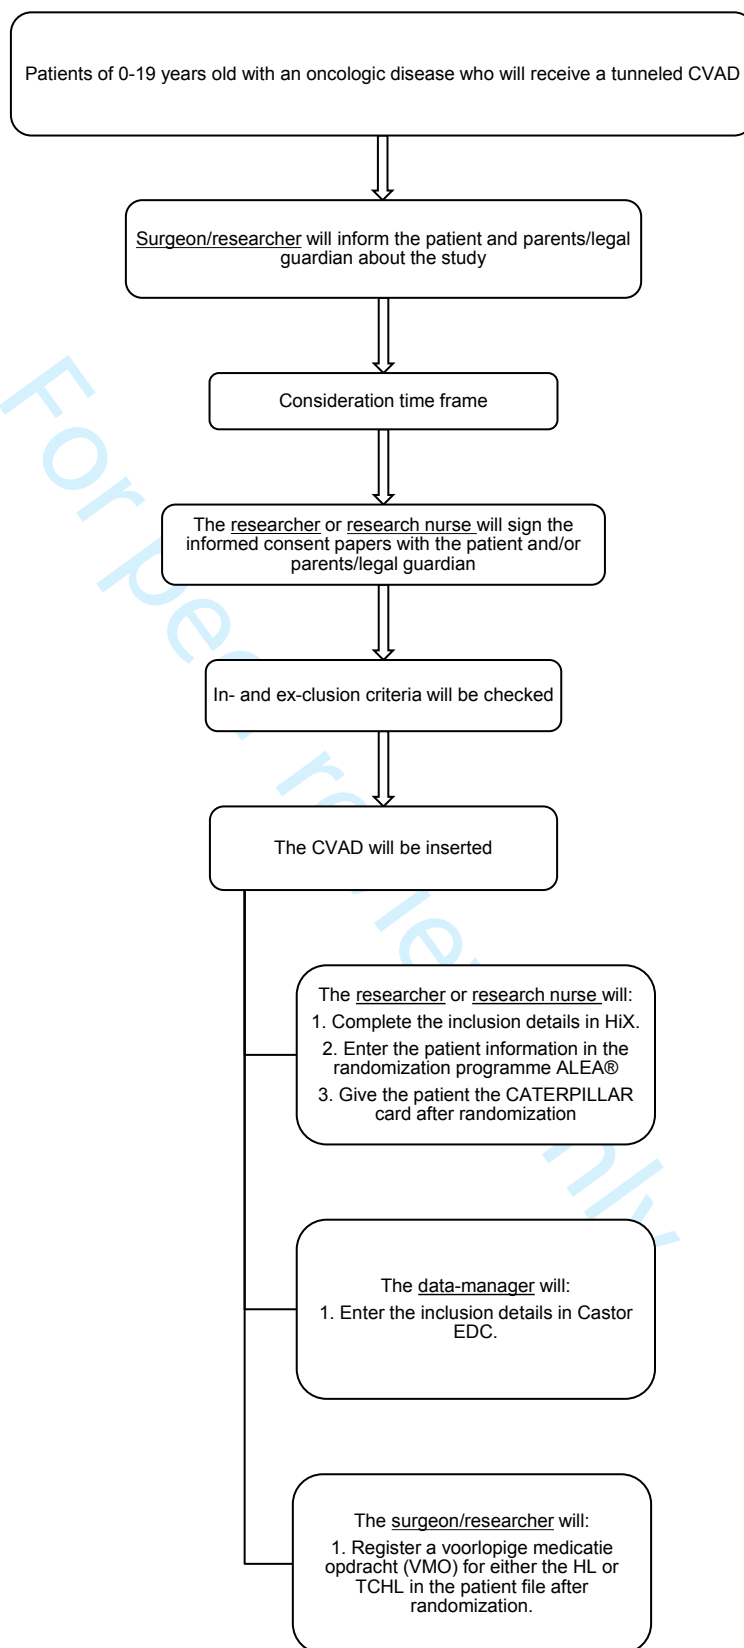 Patients of 0-19 years old with an oncologic disease who will receive a tunneled CVAD
Surgeon/researcher will inform the patient and parents/legal
guardian about the study
Consideration time frame
The researcher or research nurse will sign the
informed consent papers with the patient and/or
parents/legal guardian
In- and ex-clusion criteria will be checked
The CVAD will be inserted
The researcher or research nurse will:
1. Complete the inclusion details in HiX.
2. Enter the patient information in the
randomization programme ALEA®
3. Give the patient the CATERPILLAR
card after randomization
The data-manager will:
1. Enter the inclusion details in Castor
EDC.
The surgeon/researcher will:
1. Register a voorlopige medicatie
opdracht (VMO) for either the HL or
TCHL in the patient file after
randomization.
For peer review only